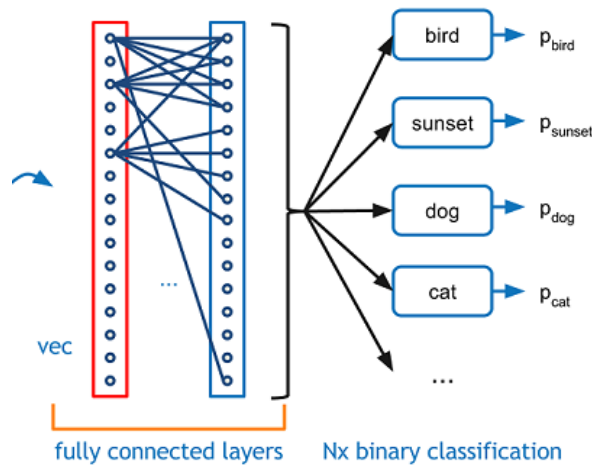 bird
p_bird
sunset
p_sunset
dog
p_dog
...
cat
p_cat
vec
...
fully connected layers
Nx binary classification